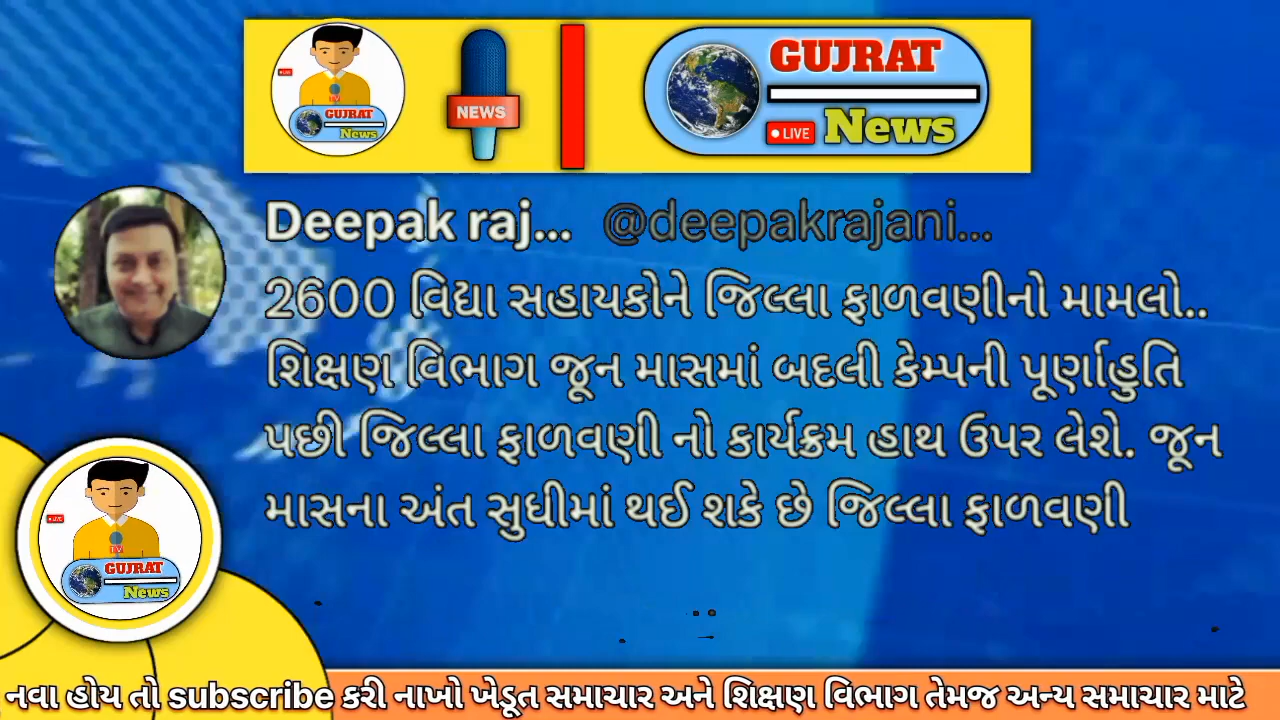 GUJRAT
News
NEWS
GUJRAT
LIVE News
Deepak raj... @deepakrajani...
2600 વિદ્યા સહાયકોને જિલ્લા ફાળવણીનો મામલો..
શિક્ષણ વિભાગ જૂન માસમાં બદલી કેમ્પની પૂર્ણાહુતિ
પછી જિલ્લા ફાળવણી નો કાર્યક્રમ હાથ ઉપર લેશે. જૂન
માસના અંત સુધીમાં થઈ શકે છે જિલ્લા ફાળવણી
TV
GUJRAT
News
નવા હોય તો subscribe કરી નાખો ખેડૂત સમાચાર અને શિક્ષણ વિભાગ તેમજ અન્ય સમાચાર માટે